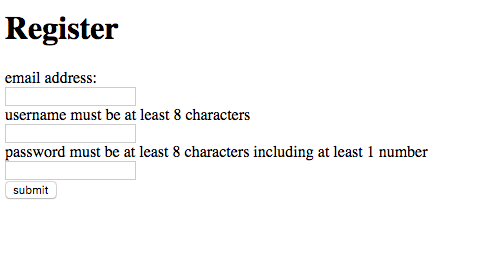 Register
email address:
username must be at least 8 characters
password must be at least 8 characters including at least 1 number
submit